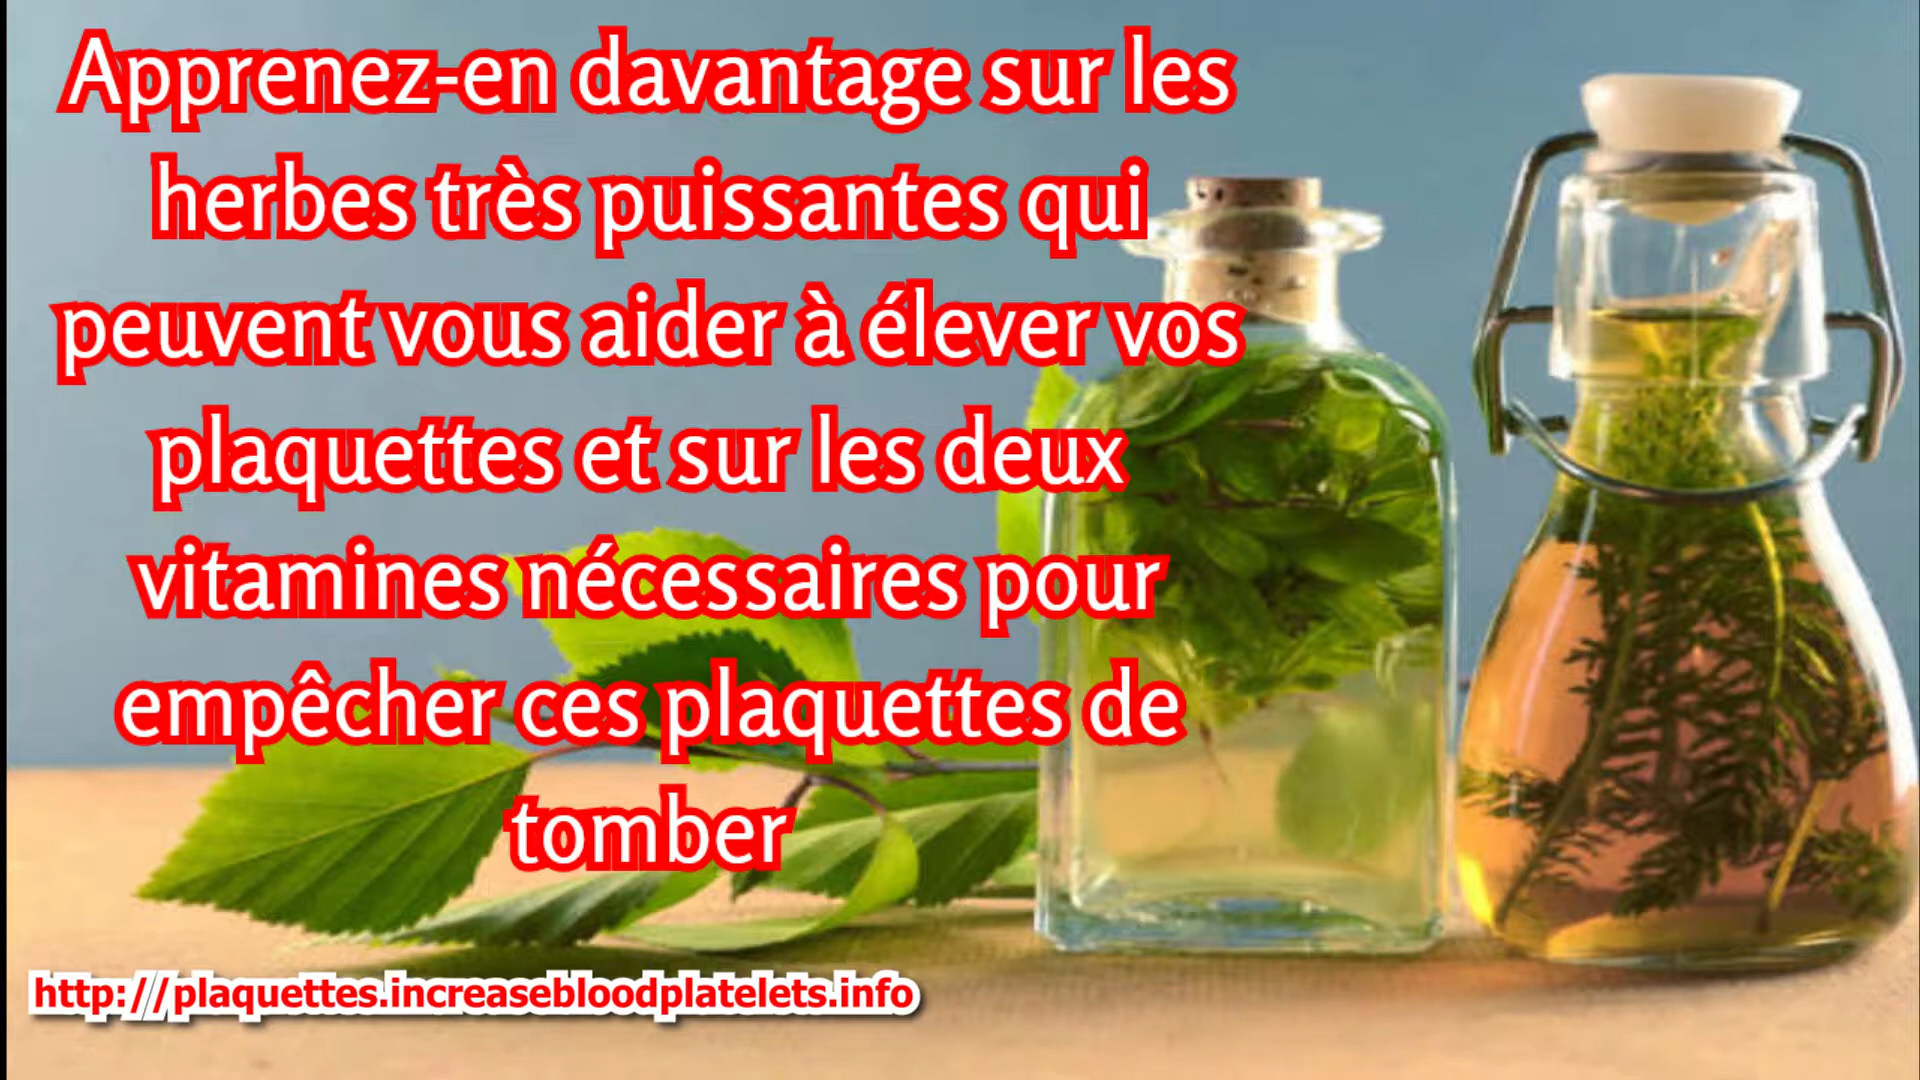 Apprenez-en davantage sur les
herbes très puissantes qui
peuvent vous aider à élever vos
plaquettes et sur les deux
vitamines nécessaires pour
empêcher ces plaquettes de
tomber
http://plaquettes.increasebloodplatelets.info